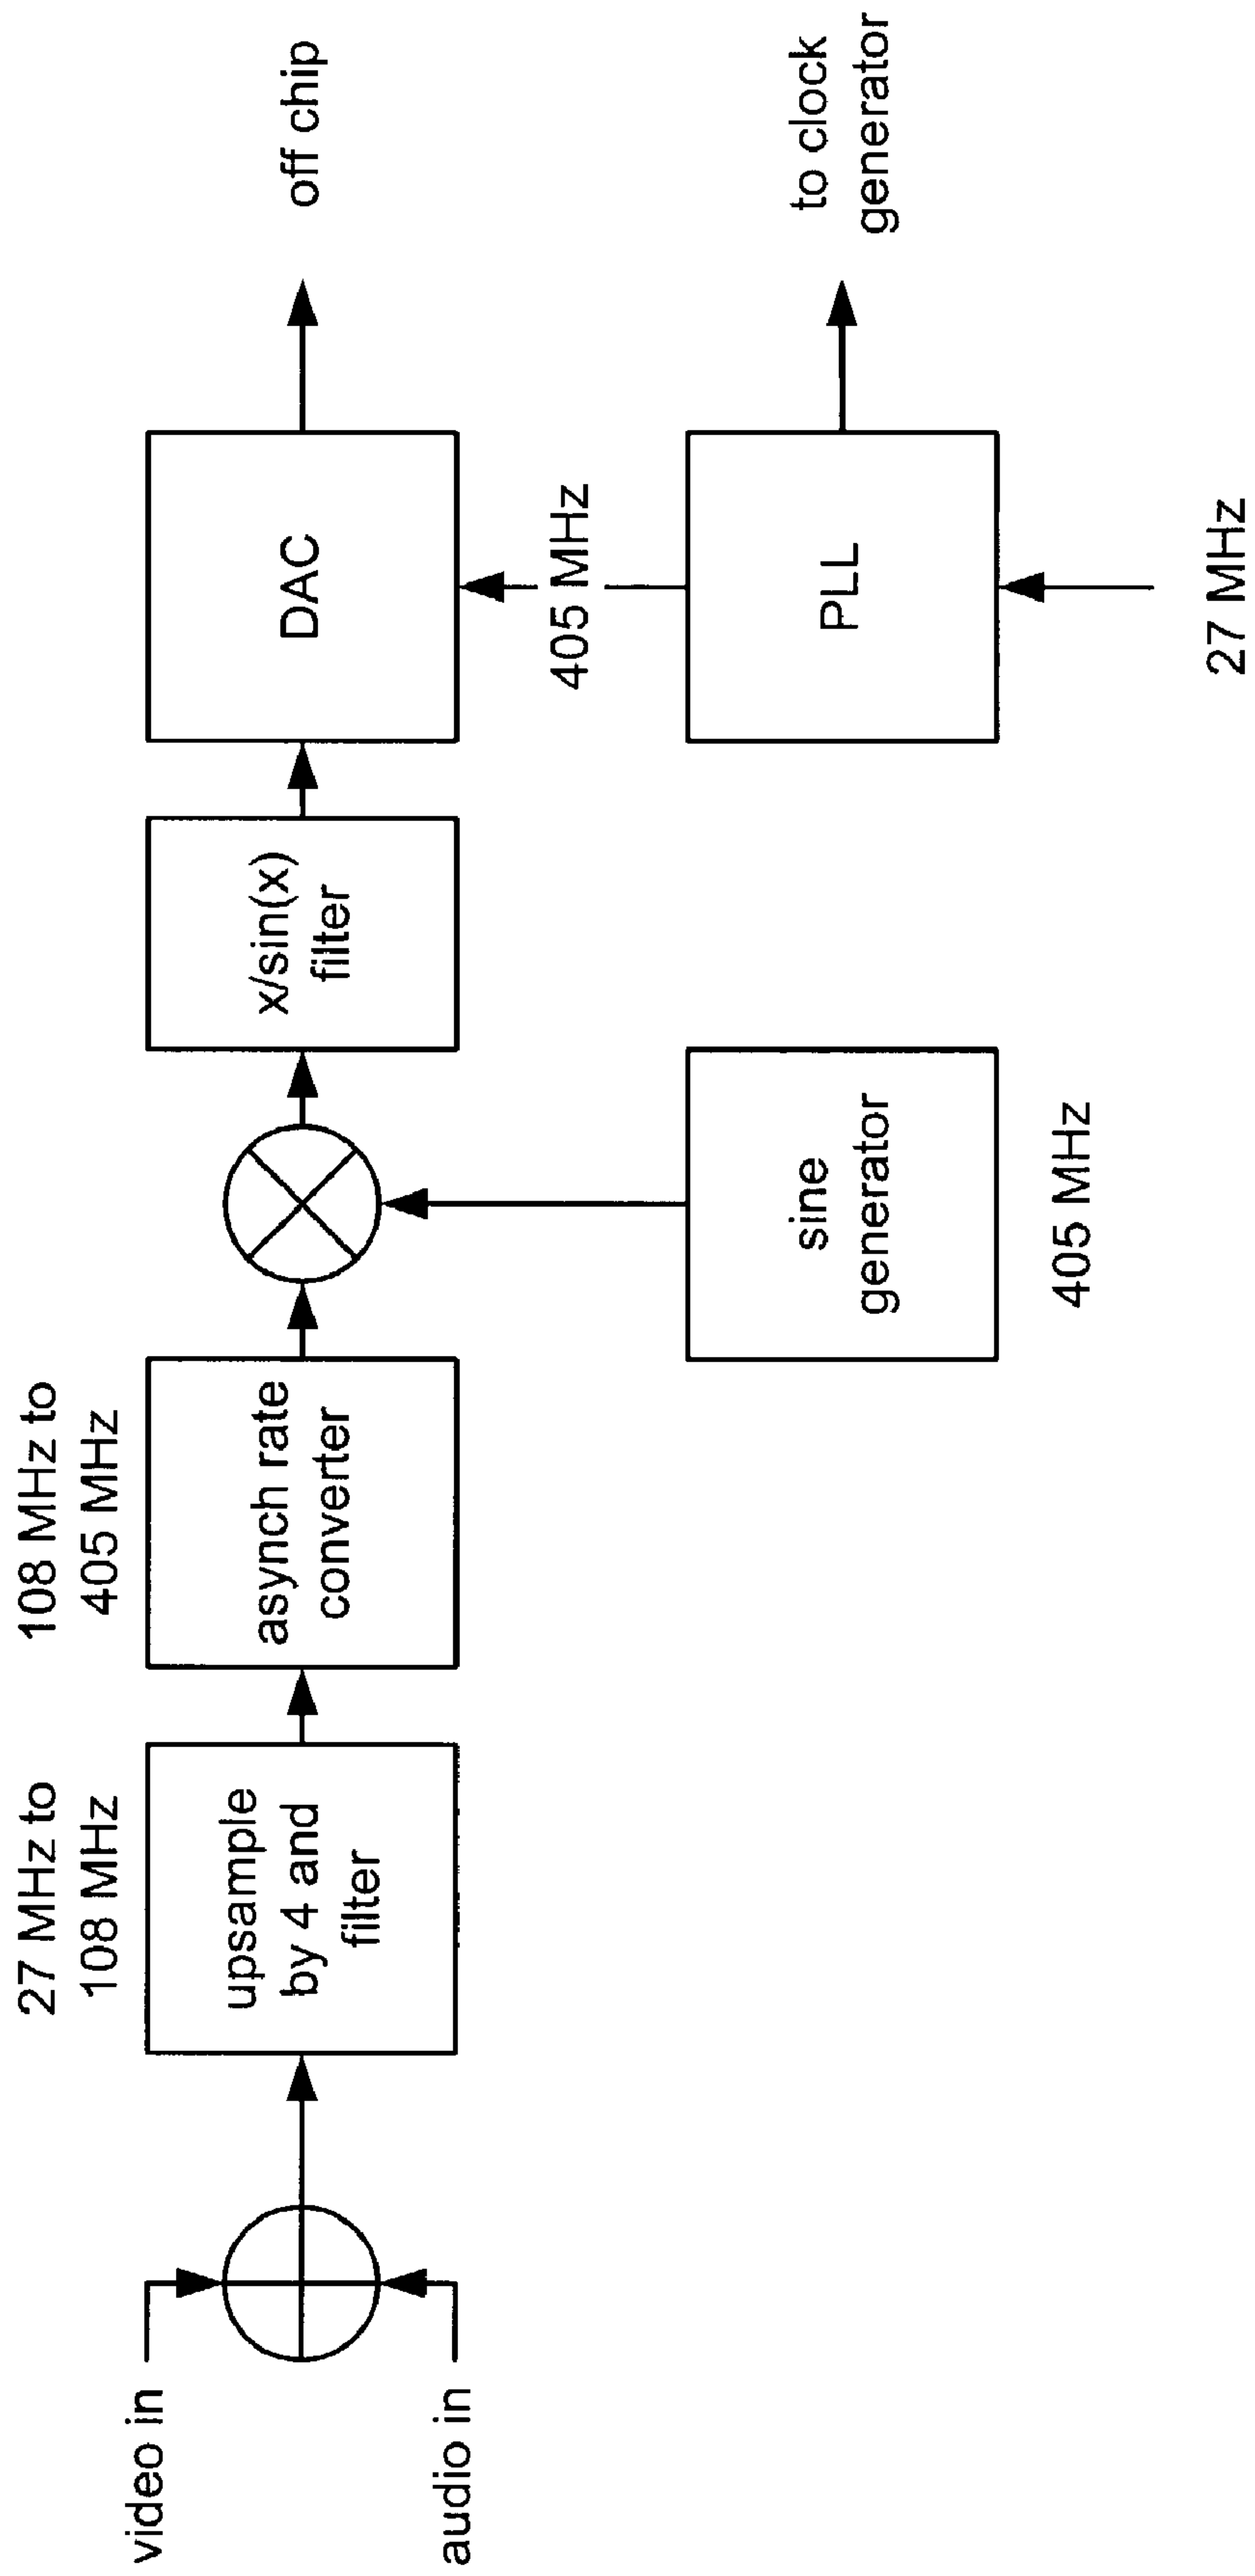 video in
audio in
27 MHz to
108 MHz
upsample
by 4 and
filter
108 MHz to
405 MHz
asynch rate
converter
sine
generator
405 MHz
x/sin(x)
filter
DAC
405 MHz
PLL
27 MHz
off chip
to clock
generator